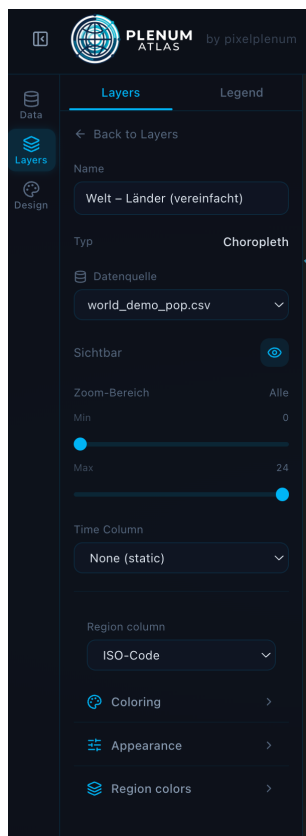 PLENUM
ATLAS
by pixelplenum
Data
Layers
Design
Layers
Legend
← Back to Layers
Name
Welt – Länder (vereinfacht)
Typ
Choropleth
Datenquelle
world_demo_pop.csv
Sichtbar
Zoom-Bereich
Alle
Min
0
Max
24
Time Column
None (static)
Region column
ISO-Code
Coloring
Appearance
Region colors